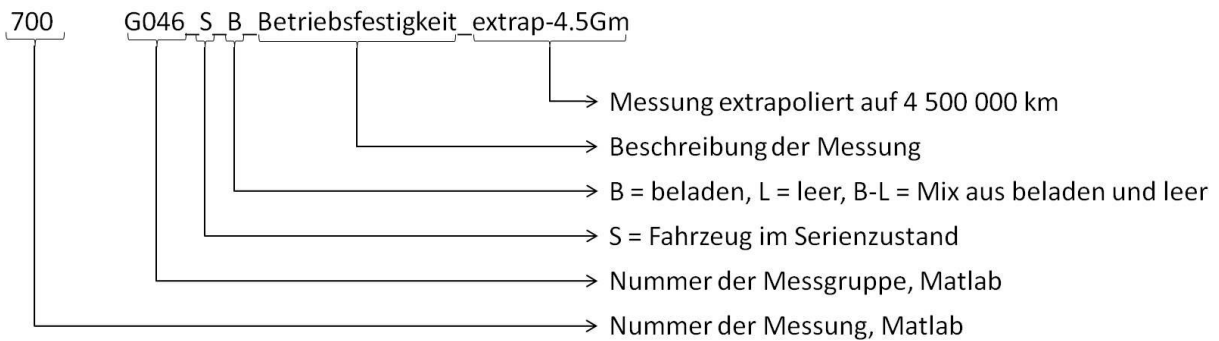 700 G046_S_B_Betriebsfestigkeit_extrap-4.5Gm
Messung extrapoliert auf 4 500 000 km
Beschreibung der Messung
B = beladen, L = leer, B-L = Mix aus beladen und leer
S = Fahrzeug im Serienzustand
Nummer der Messgruppe, Matlab
Nummer der Messung, Matlab